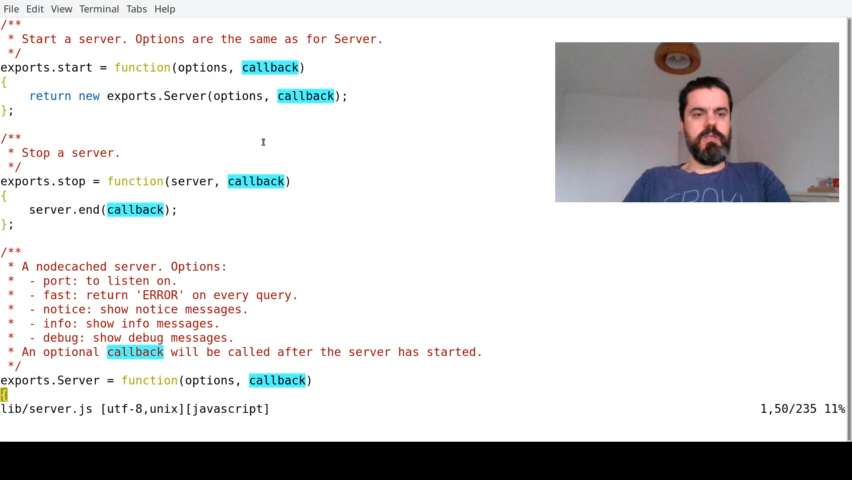 File Edit View Terminal Tabs Help
/**
 * Start a server. Options are the same as for Server.
 */
exports.start = function(options, callback)
{
    return new exports.Server(options, callback);
};
/**
 * Stop a server.
 */
exports.stop = function(server, callback)
{
    server.end(callback);
};
/**
 * A nodecached server. Options:
 *  - port: to listen on.
 *  - fast: return 'ERROR' on every query.
 *  - notice: show notice messages.
 *  - info: show info messages.
 *  - debug: show debug messages.
 * An optional callback will be called after the server has started.
 */
exports.Server = function(options, callback)
{
lib/server.js [utf-8,unix][javascript] 1,50/235 11%